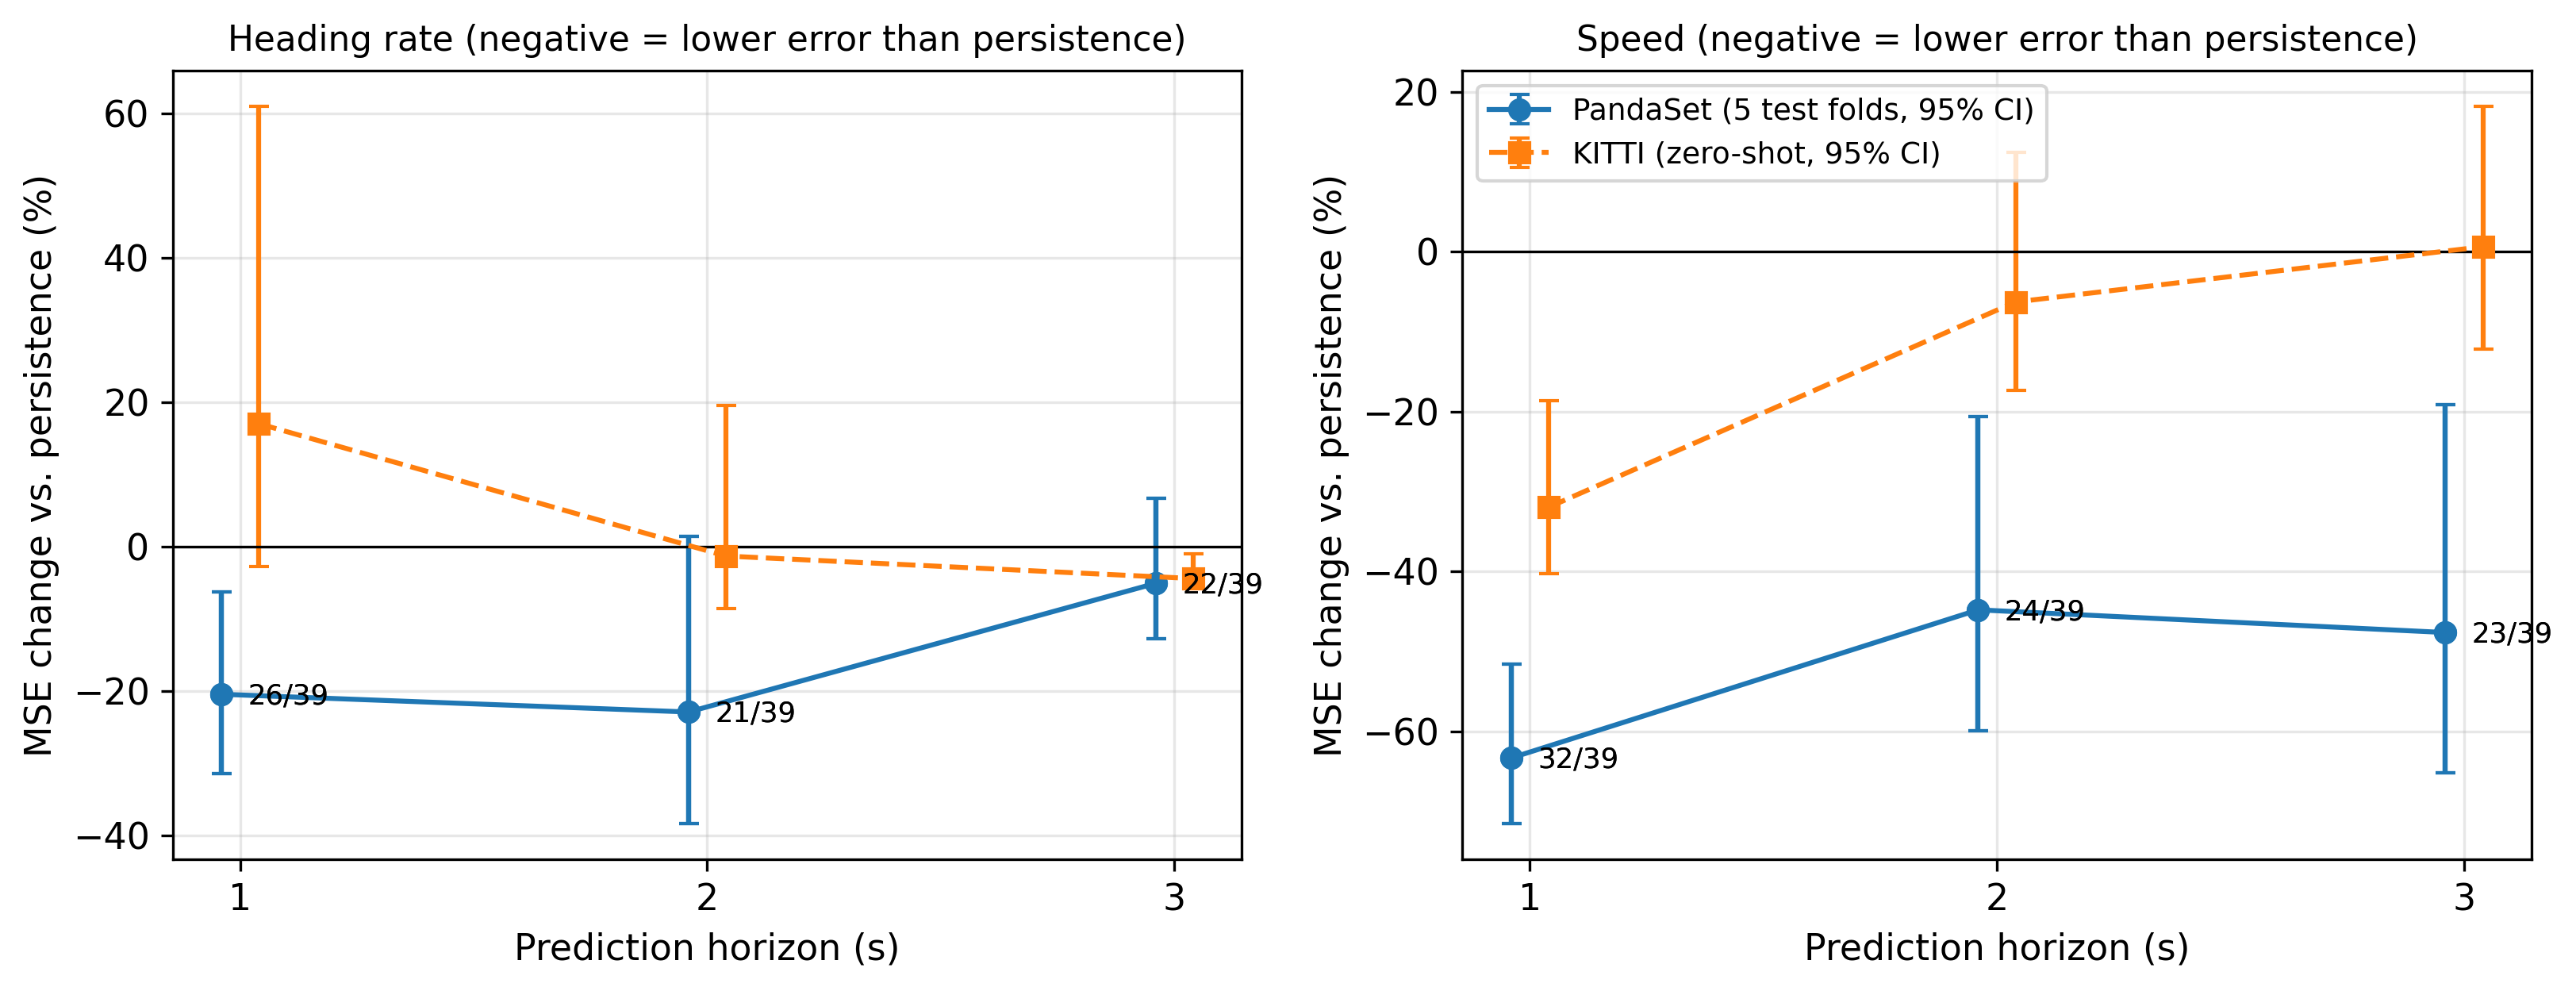 Heading rate (negative = lower error than persistence)
MSE change vs. persistence (%)
60
40
20
0
−20
−40
26/39
21/39
22/39
1
2
3
Prediction horizon (s)
Speed (negative = lower error than persistence)
PandaSet (5 test folds, 95% CI)
KITTI (zero-shot, 95% CI)
MSE change vs. persistence (%)
20
0
−20
−40
−60
32/39
24/39
23/39
1
2
3
Prediction horizon (s)